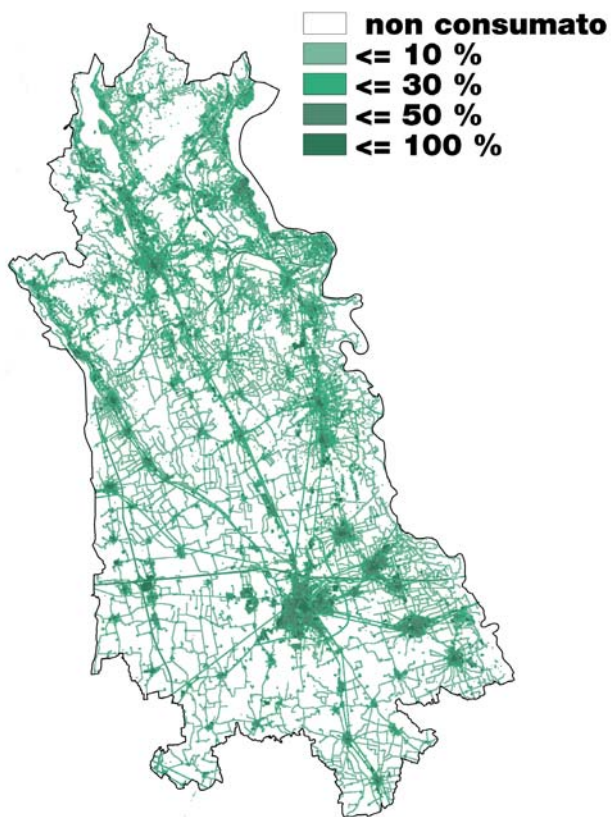 non consumato
<= 10 %
<= 30 %
<= 50 %
<= 100 %